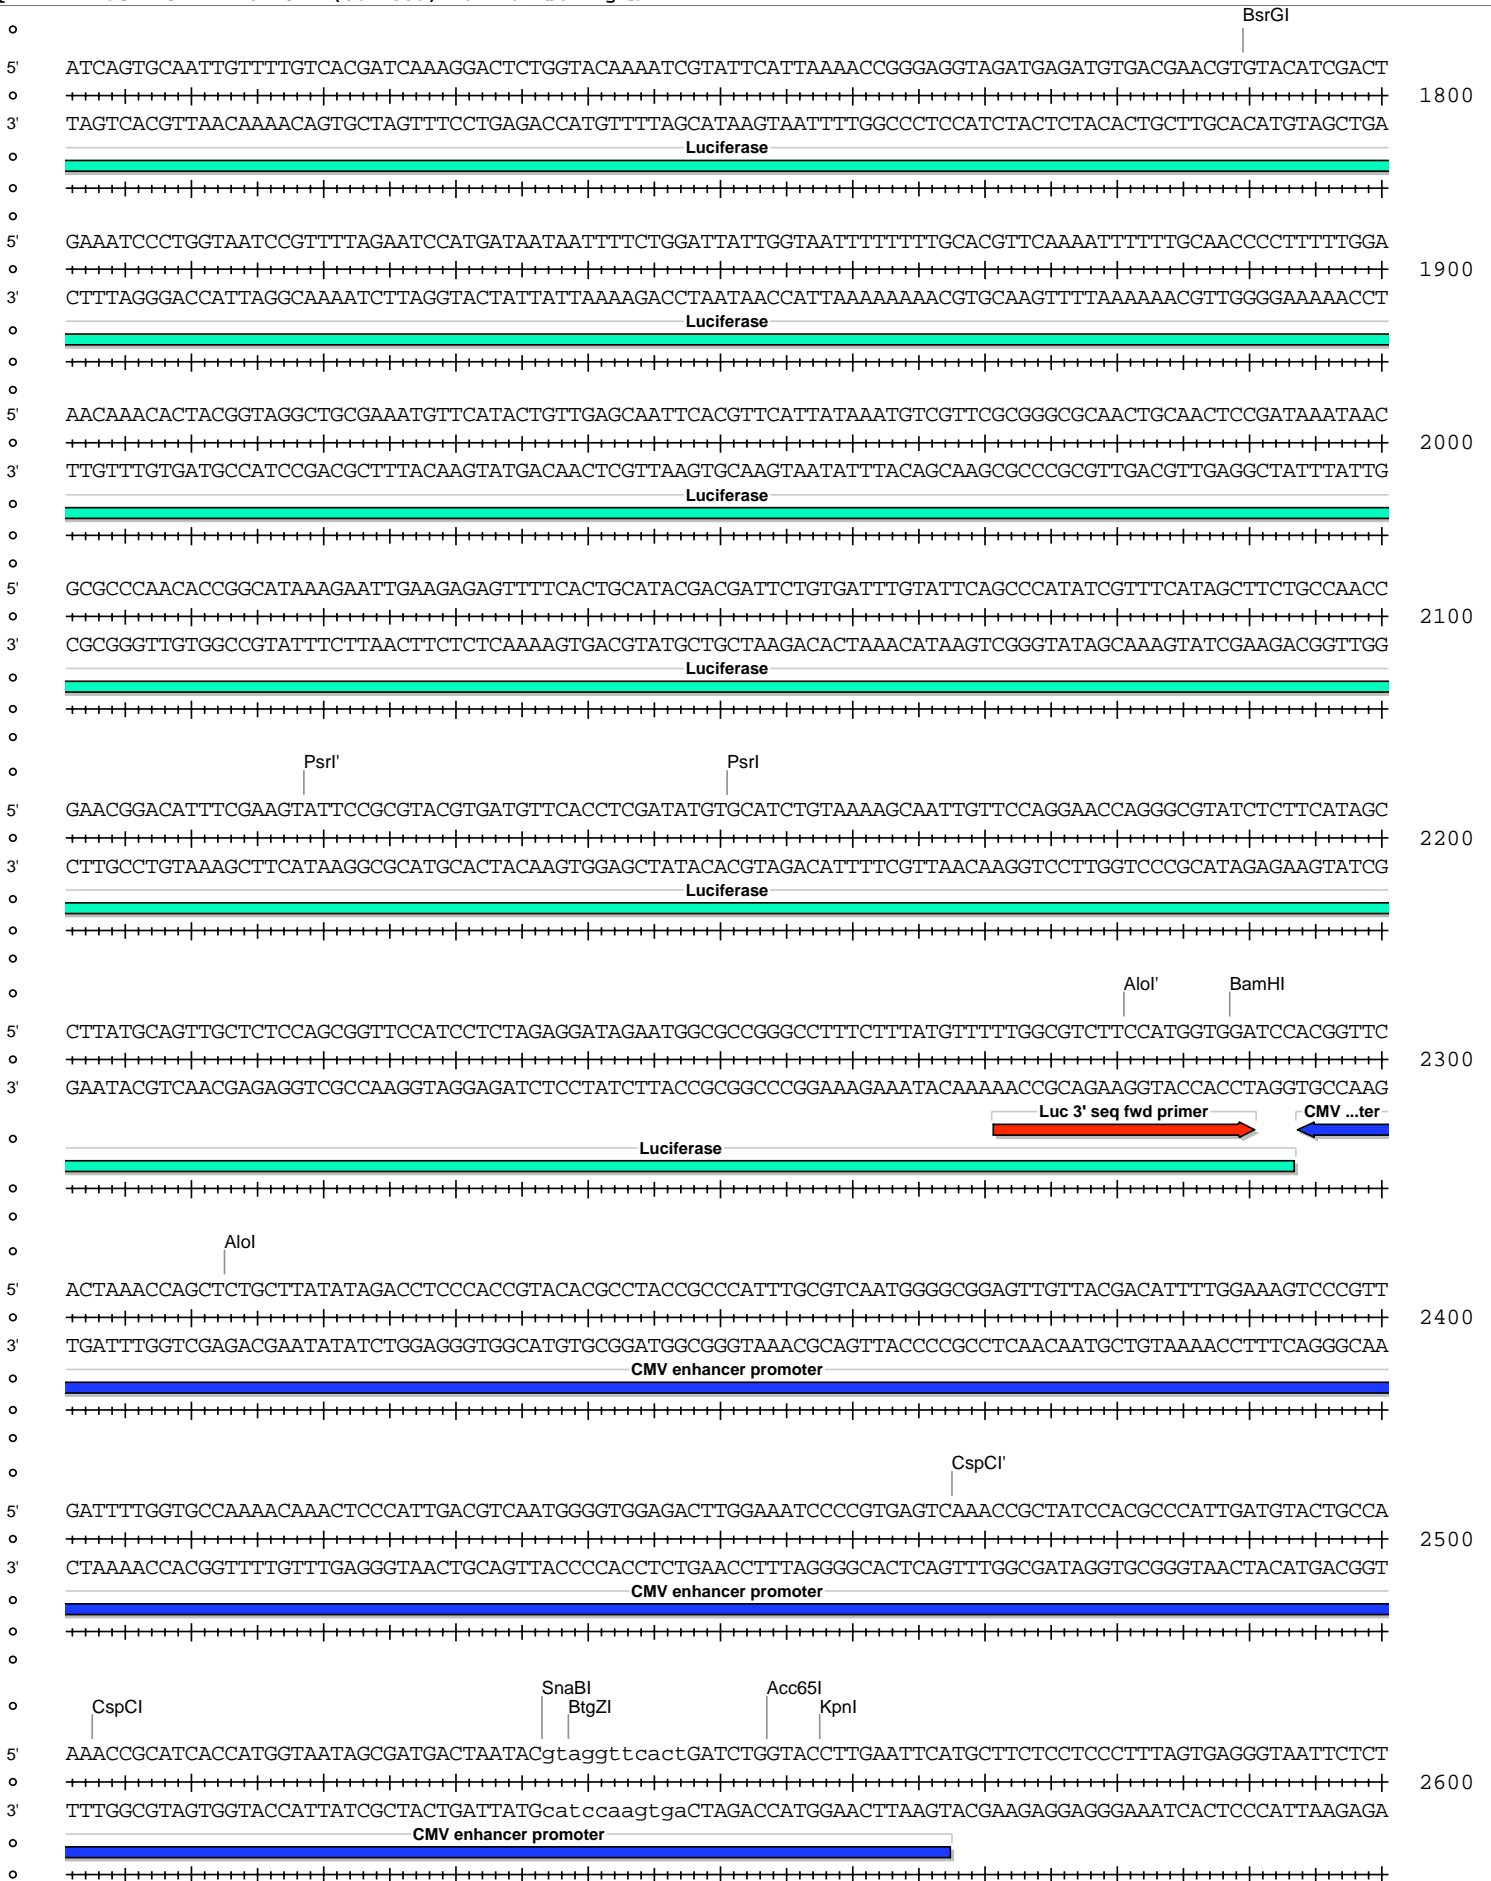 BsrGI
5' ATCAGTGCAATTGTTTTGTCACGATCAAAGGACTCTGGTACAAAATCGTATTCATTAAAACCGGGAGGTAGATGAGATGTGACGAACGTGTACATCGACT
1800
3' TAGTCACGTTAACAAAACAGTGCTAGTTTCCTGAGACCATGTTTTAGCATAAGTAATTTTGGCCCTCCATCTACTCTACACTGCTTGCACATGTAGCTGA
Luciferase
5' GAAATCCCTGGTAATCCGTTTTAGAATCCATGATAATAATTTTCTGGATTATTGGTAATTTTTTTTGCACGTTCAAAATTTTTTGCAACCCCTTTTTGGA
1900
3' CTTTAGGGACCATTAGGCAAAATCTTAGGTACTATTATTAAAAGACCTAATAACCATTAAAAAAAACGTGCAAGTTTTAAAAAACGTTGGGGAAAAACCT
Luciferase
5' AACAAACACTACGGTAGGCTGCGAAATGTTCATACTGTTGAGCAATTCACGTTCATTATAAATGTCGTTCGCGGGCGCAACTGCAACTCCGATAAATAAC
2000
3' TTGTTTGTGATGCCATCCGACGCTTTACAAGTATGACAACTCGTTAAGTGCAAGTAATATTTACAGCAAGCGCCCGCGTTGACGTTGAGGCTATTTATTG
Luciferase
5' GCGCCCAACACCGGCATAAAGAATTGAAGAGAGTTTTCACTGCATACGACGATTCTGTGATTTGTATTCAGCCCATATCGTTTCATAGCTTCTGCCAACC
2100
3' CGCGGGTTGTGGCCGTATTTCTTAACTTCTCTCAAAAGTGACGTATGCTGCTAAGACACTAAACATAAGTCGGGTATAGCAAAGTATCGAAGACGGTTGG
Luciferase
PsrI' PsrI
5' GAACGGACATTTCGAAGTATTCCGCGTACGTGATGTTCACCTCGATATGTGCATCTGTAAAAGCAATTGTTCCAGGAACCAGGGCGTATCTCTTCATAGC
2200
3' CTTGCCTGTAAAGCTTCATAAGGCGCATGCACTACAAGTGGAGCTATACACGTAGACATTTTCGTTAACAAGGTCCTTGGTCCCGCATAGAGAAGTATCG
Luciferase
AloI' BamHI
5' CTTATGCAGTTGCTCTCCAGCGGTTCCATCCTCTAGAGGATAGAATGGCGCCGGGCCTTTCTTTATGTTTTTGGCGTCTTCCATGGTGGATCCACGGTTC
2300
3' GAATACGTCAACGAGAGGTCGCCAAGGTAGGAGATCTCCTATCTTACCGCGGCCCGGAAAGAAATACAAAAACCGCAGAAGGTACCACCTAGGTGCCAAG
Luc 3' seq fwd primer CMV ...ter
Luciferase
AloI
5' ACTAAACCAGCTCTGCTTATATAGACCTCCCACCGTACACGCCTACCGCCCATTTGCGTCAATGGGGCGGAGTTGTTACGACATTTTGGAAAGTCCCGTT
2400
3' TGATTTGGTCGAGACGAATATATCTGGAGGGTGGCATGTGCGGATGGCGGGTAAACGCAGTTACCCCGCCTCAACAATGCTGTAAAACCTTTCAGGGCAA
CMV enhancer promoter
CspCI'
5' GATTTTGGTGCCAAAACAAACTCCCATTGACGTCAATGGGGTGGAGACTTGGAAATCCCCGTGAGTCAAACCGCTATCCACGCCCATTGATGTACTGCCA
2500
3' CTAAAACCACGGTTTTGTTTGAGGGTAACTGCAGTTACCCCACCTCTGAACCTTTAGGGGCACTCAGTTTGGCGATAGGTGCGGGTAACTACATGACGGT
CMV enhancer promoter
SnaBI Acc65I
CspCI BtgZI KpnI
5' AAACCGCATCACCATGGTAATAGCGATGACTAATACgtaggttcactGATCTGGTACCTTGAATTCATGCTTCTCCTCCCTTTAGTGAGGGTAATTCTCT
2600
3' TTTGGCGTAGTGGTACCATTATCGCTACTGATTATGcatccaagtgaCTAGACCATGGAACTTAAGTACGAAGAGGAGGGAAATCACTCCCATTAAGAGA
CMV enhancer promoter